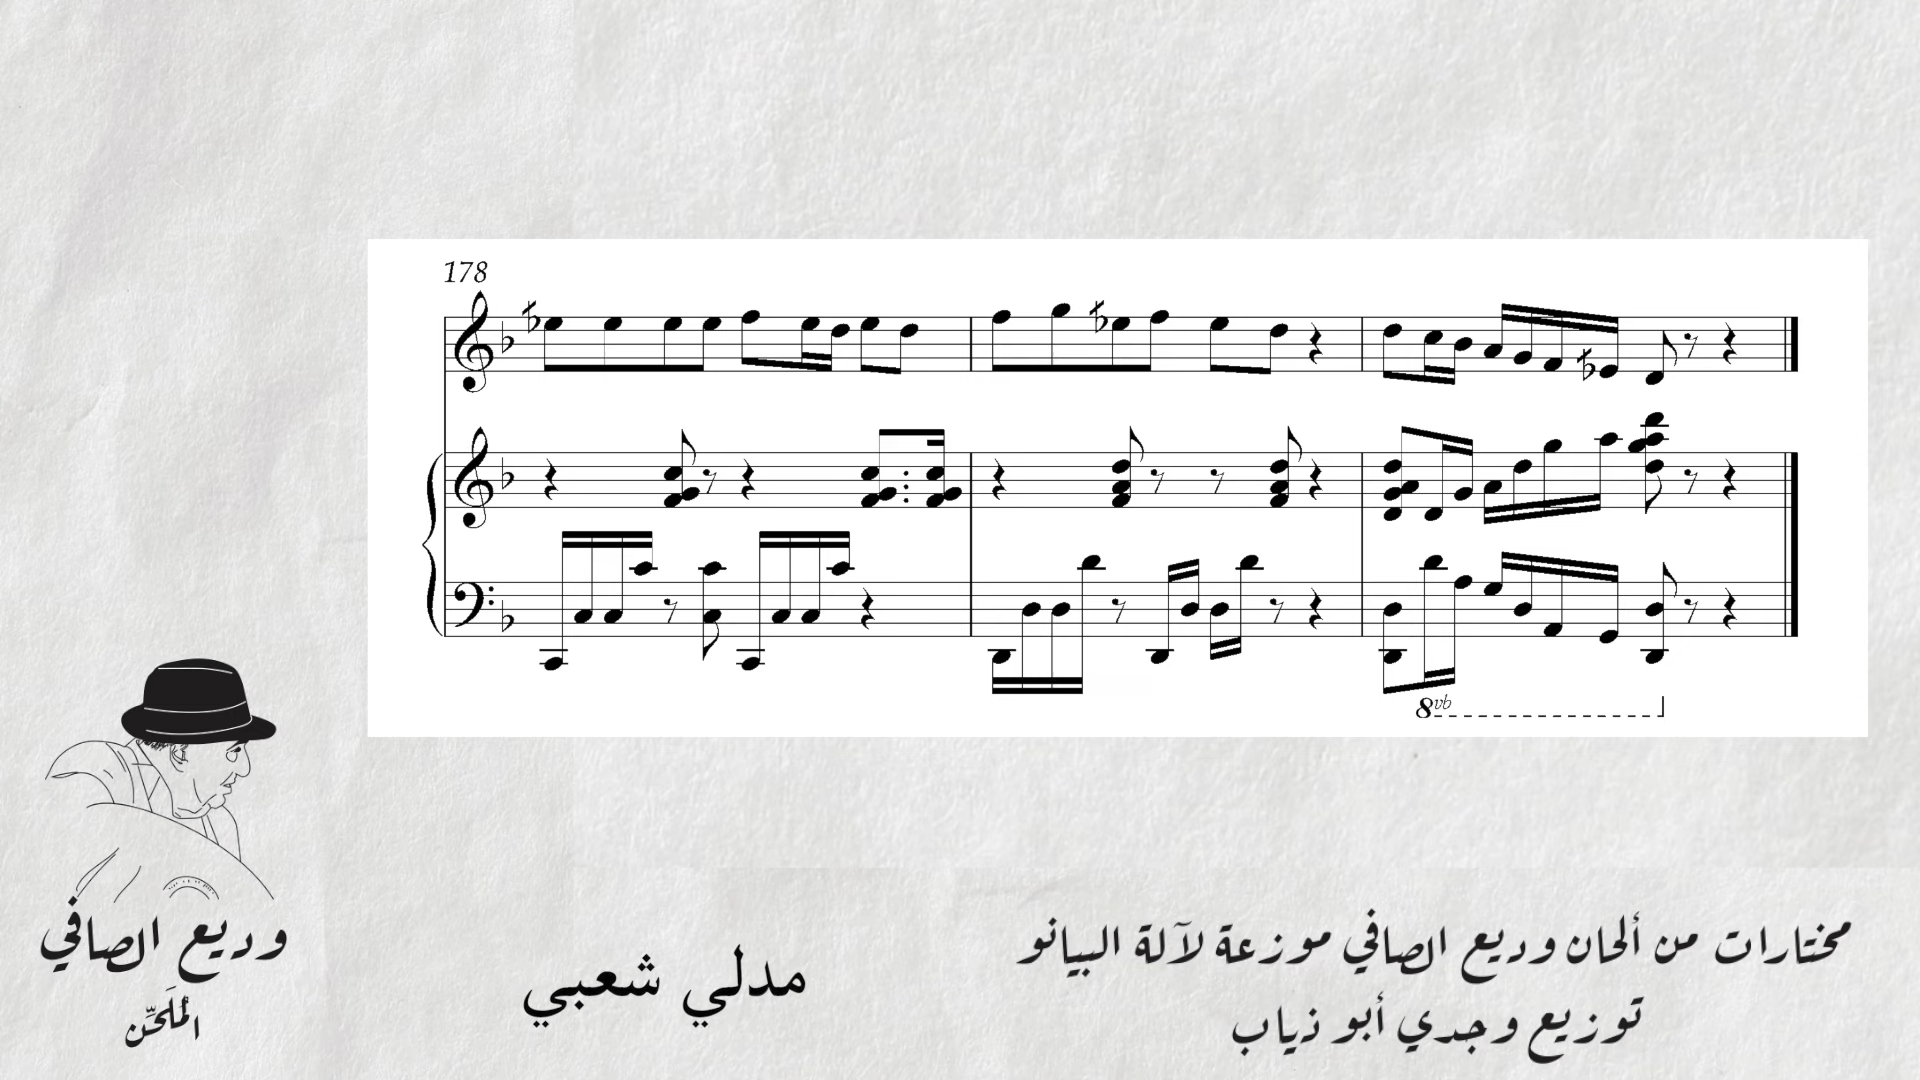 178
8vb
وديع الصافي
المُلَحِّن
مدلي شعبي
مختارات من ألحان وديع الصافي موزعة لآلة البيانو
توزيع وجدي أبو ذياب